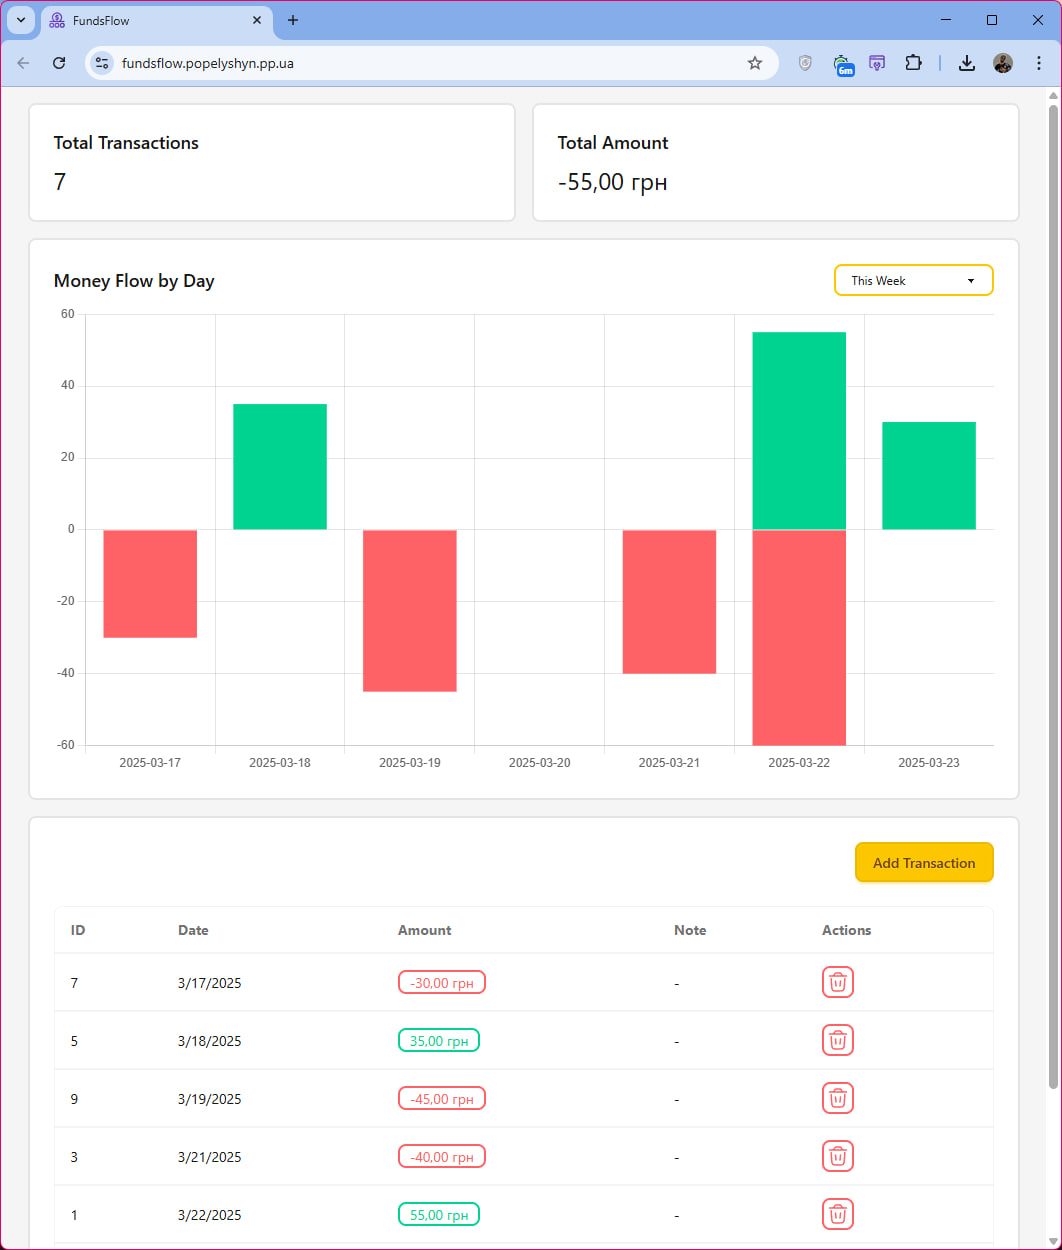 FundsFlow
fundsflow.popelyshyn.pp.ua
6m
Total Transactions
7
Total Amount
-55,00 грн
Money Flow by Day
This Week
60
40
20
0
-20
-40
-60
2025-03-17 2025-03-18 2025-03-19 2025-03-20 2025-03-21 2025-03-22 2025-03-23
Add Transaction
ID Date Amount Note Actions
7 3/17/2025 -30,00 грн -
5 3/18/2025 35,00 грн -
9 3/19/2025 -45,00 грн -
3 3/21/2025 -40,00 грн -
1 3/22/2025 55,00 грн -